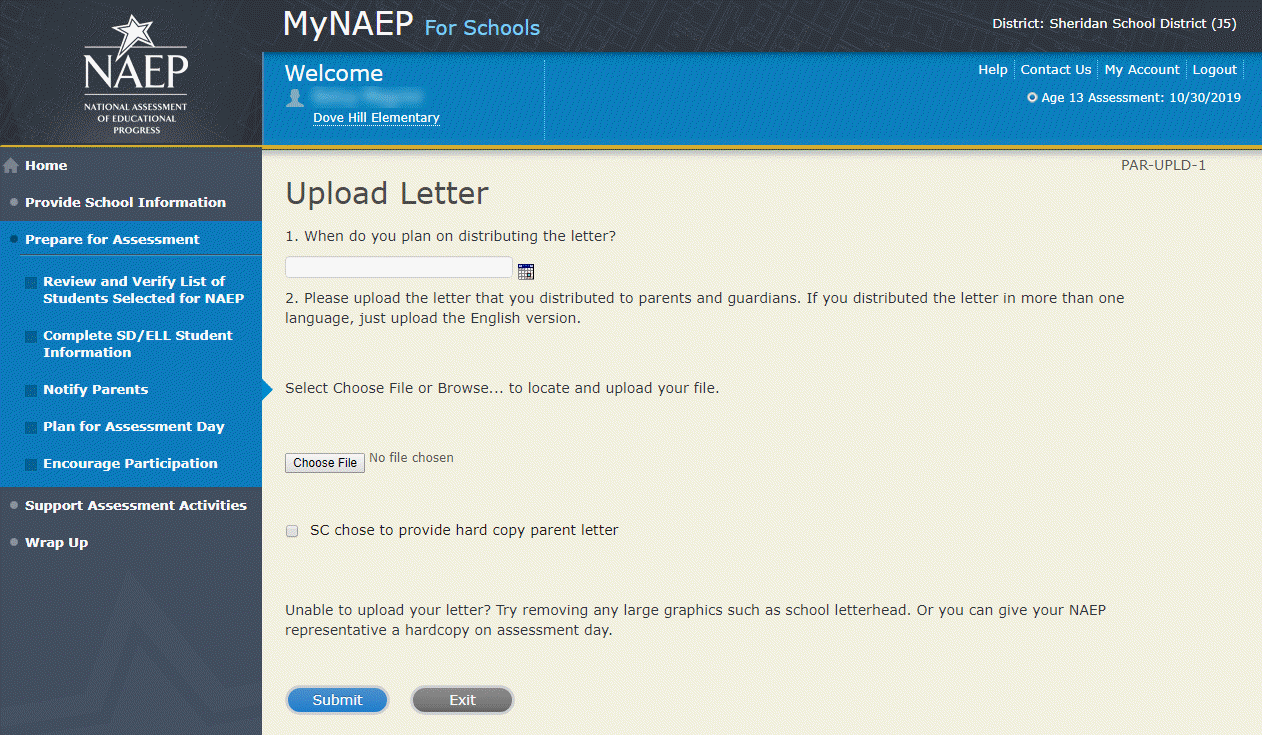 NAEP
NATIONAL ASSESSMENT
OF EDUCATIONAL
PROGRESS
MyNAEP For Schools
District: Sheridan School District (J5)
Welcome
Dove Hill Elementary
Help Contact Us My Account Logout
Age 13 Assessment: 10/30/2019
Home
Provide School Information
Prepare for Assessment
Review and Verify List of
Students Selected for NAEP
Complete SD/ELL Student
Information
Notify Parents
Plan for Assessment Day
Encourage Participation
Support Assessment Activities
Wrap Up
PAR-UPLD-1
Upload Letter
1. When do you plan on distributing the letter?
2. Please upload the letter that you distributed to parents and guardians. If you distributed the letter in more than one
language, just upload the English version.
Select Choose File or Browse... to locate and upload your file.
Choose File No file chosen
SC chose to provide hard copy parent letter
Unable to upload your letter? Try removing any large graphics such as school letterhead. Or you can give your NAEP
representative a hardcopy on assessment day.
Submit Exit